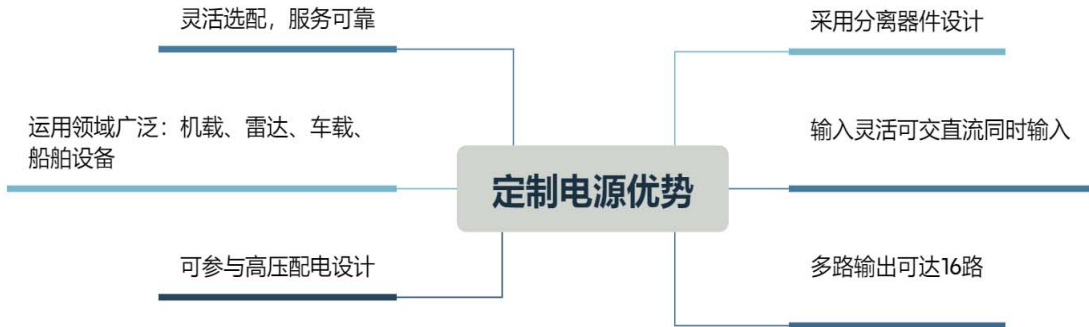 灵活选配，服务可靠
运用领域广泛：机载、雷达、车载、
船舶设备
可参与高压配电设计
定制电源优势
采用分离器件设计
输入灵活可交直流同时输入
多路输出可达16路